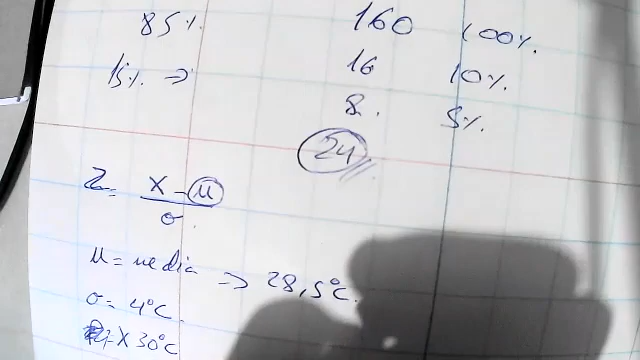 85%. 160 100%.
15% => 16 10%.
8. 5%.
24
Z = X - μ / σ
μ = media => 28,5°C.
σ = 4°C.
X 30°C